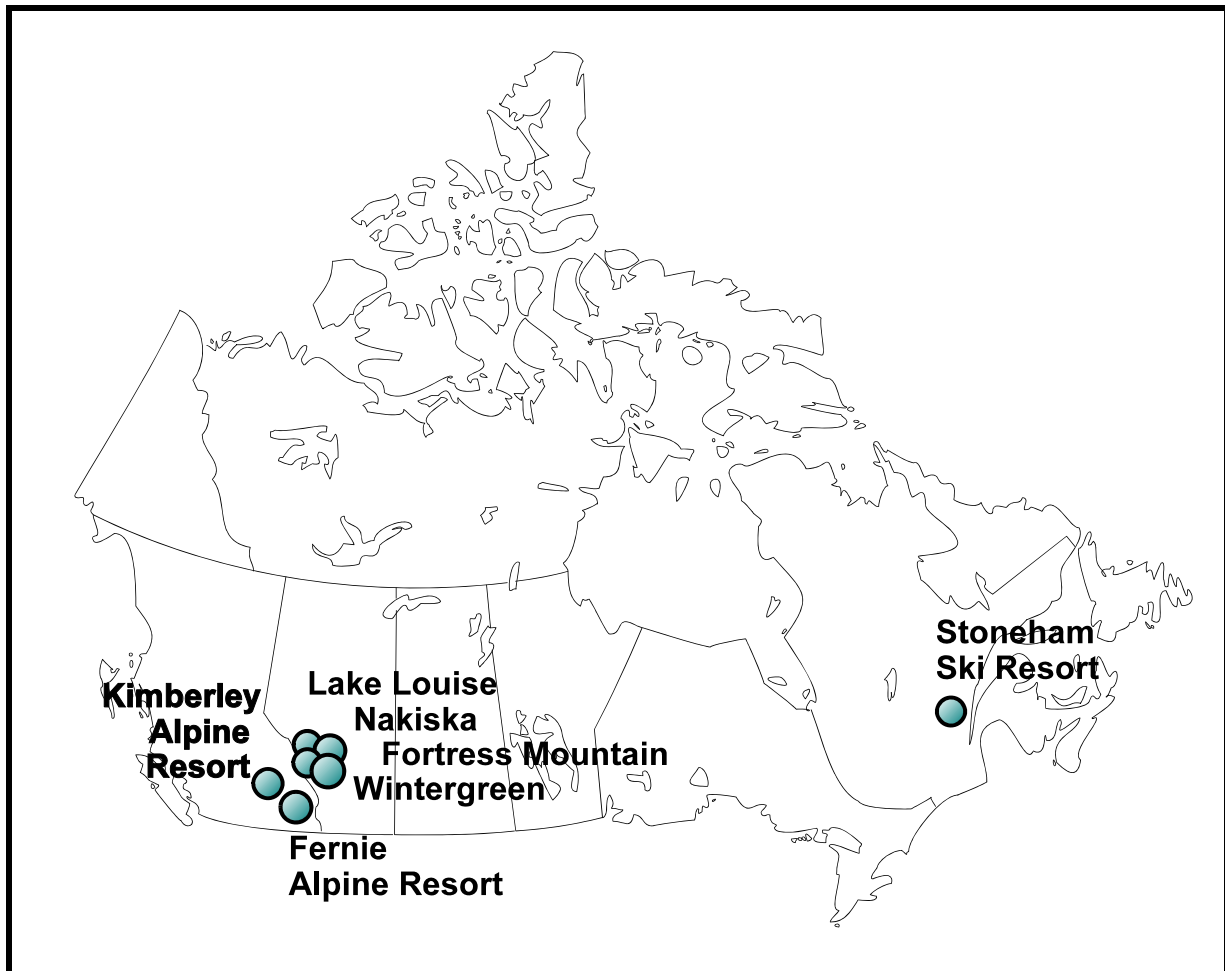 Stoneham
Ski Resort
Kimberley
Alpine
Resort
Lake Louise
Nakiska
Fortress Mountain
Wintergreen
Fernie
Alpine Resort